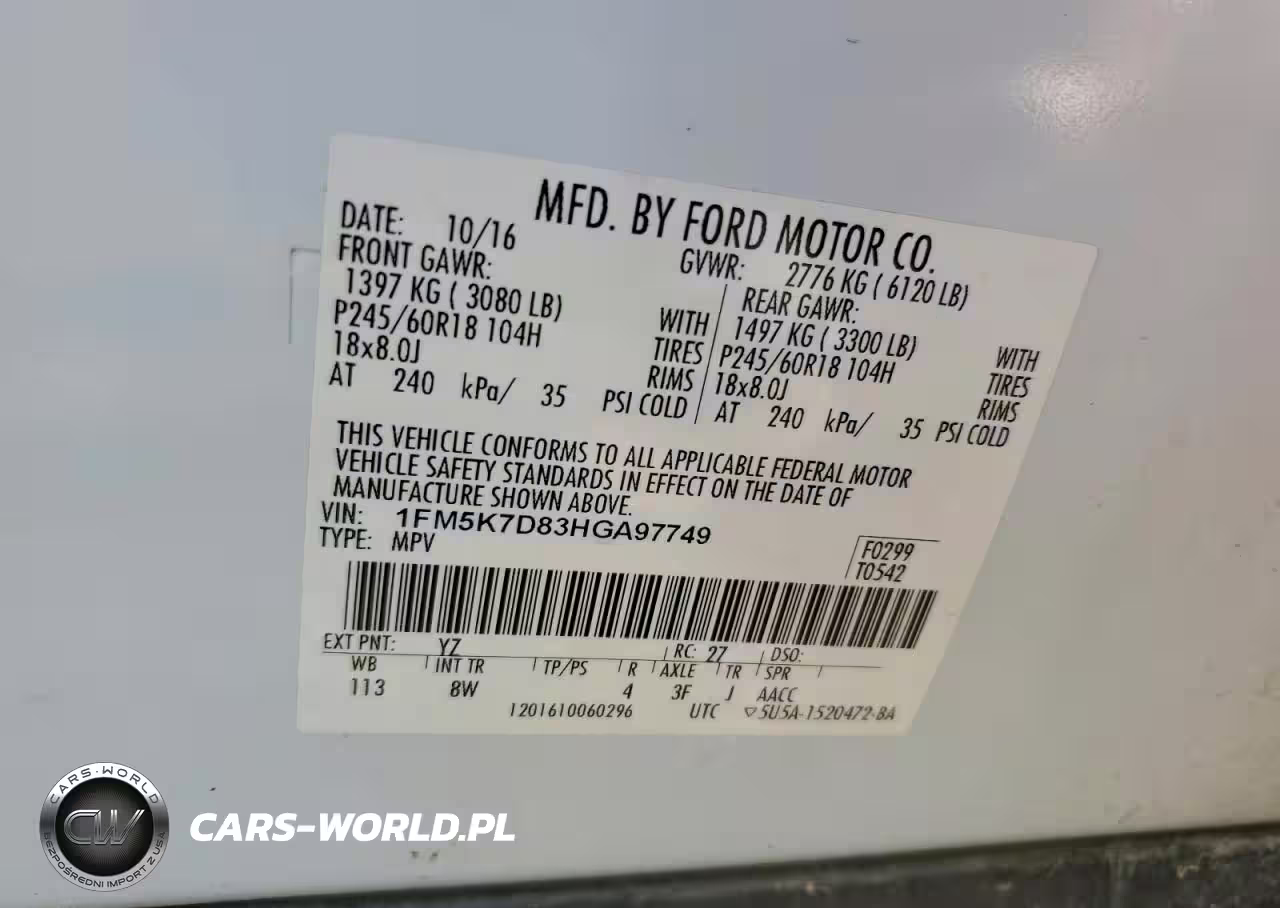 MFD. BY FORD MOTOR CO.
DATE: 10/16
GVWR: 2776 KG ( 6120 LB)
FRONT GAWR:
1397 KG ( 3080 LB) WITH
P245/60R18 104H TIRES
18x8.0J RIMS
AT 240 kPa/ 35 PSI COLD
REAR GAWR:
1497 KG ( 3300 LB) WITH
P245/60R18 104H TIRES
18x8.0J RIMS
AT 240 kPa/ 35 PSI COLD
THIS VEHICLE CONFORMS TO ALL APPLICABLE FEDERAL MOTOR
VEHICLE SAFETY STANDARDS IN EFFECT ON THE DATE OF
MANUFACTURE SHOWN ABOVE.
VIN: 1FM5K7D83HGA97749
TYPE: MPV
F0299
T0542
EXT PNT: YZ RC: 27 DSO:
WB INT TR TP/PS R AXLE TR SPR
113 8W 4 3F J AACC
1201610060296 UTC ▽5U5A-1520472-BA
CARS-WORLD
CW
BEZPOŚREDNI IMPORT Z USA
CARS-WORLD.PL